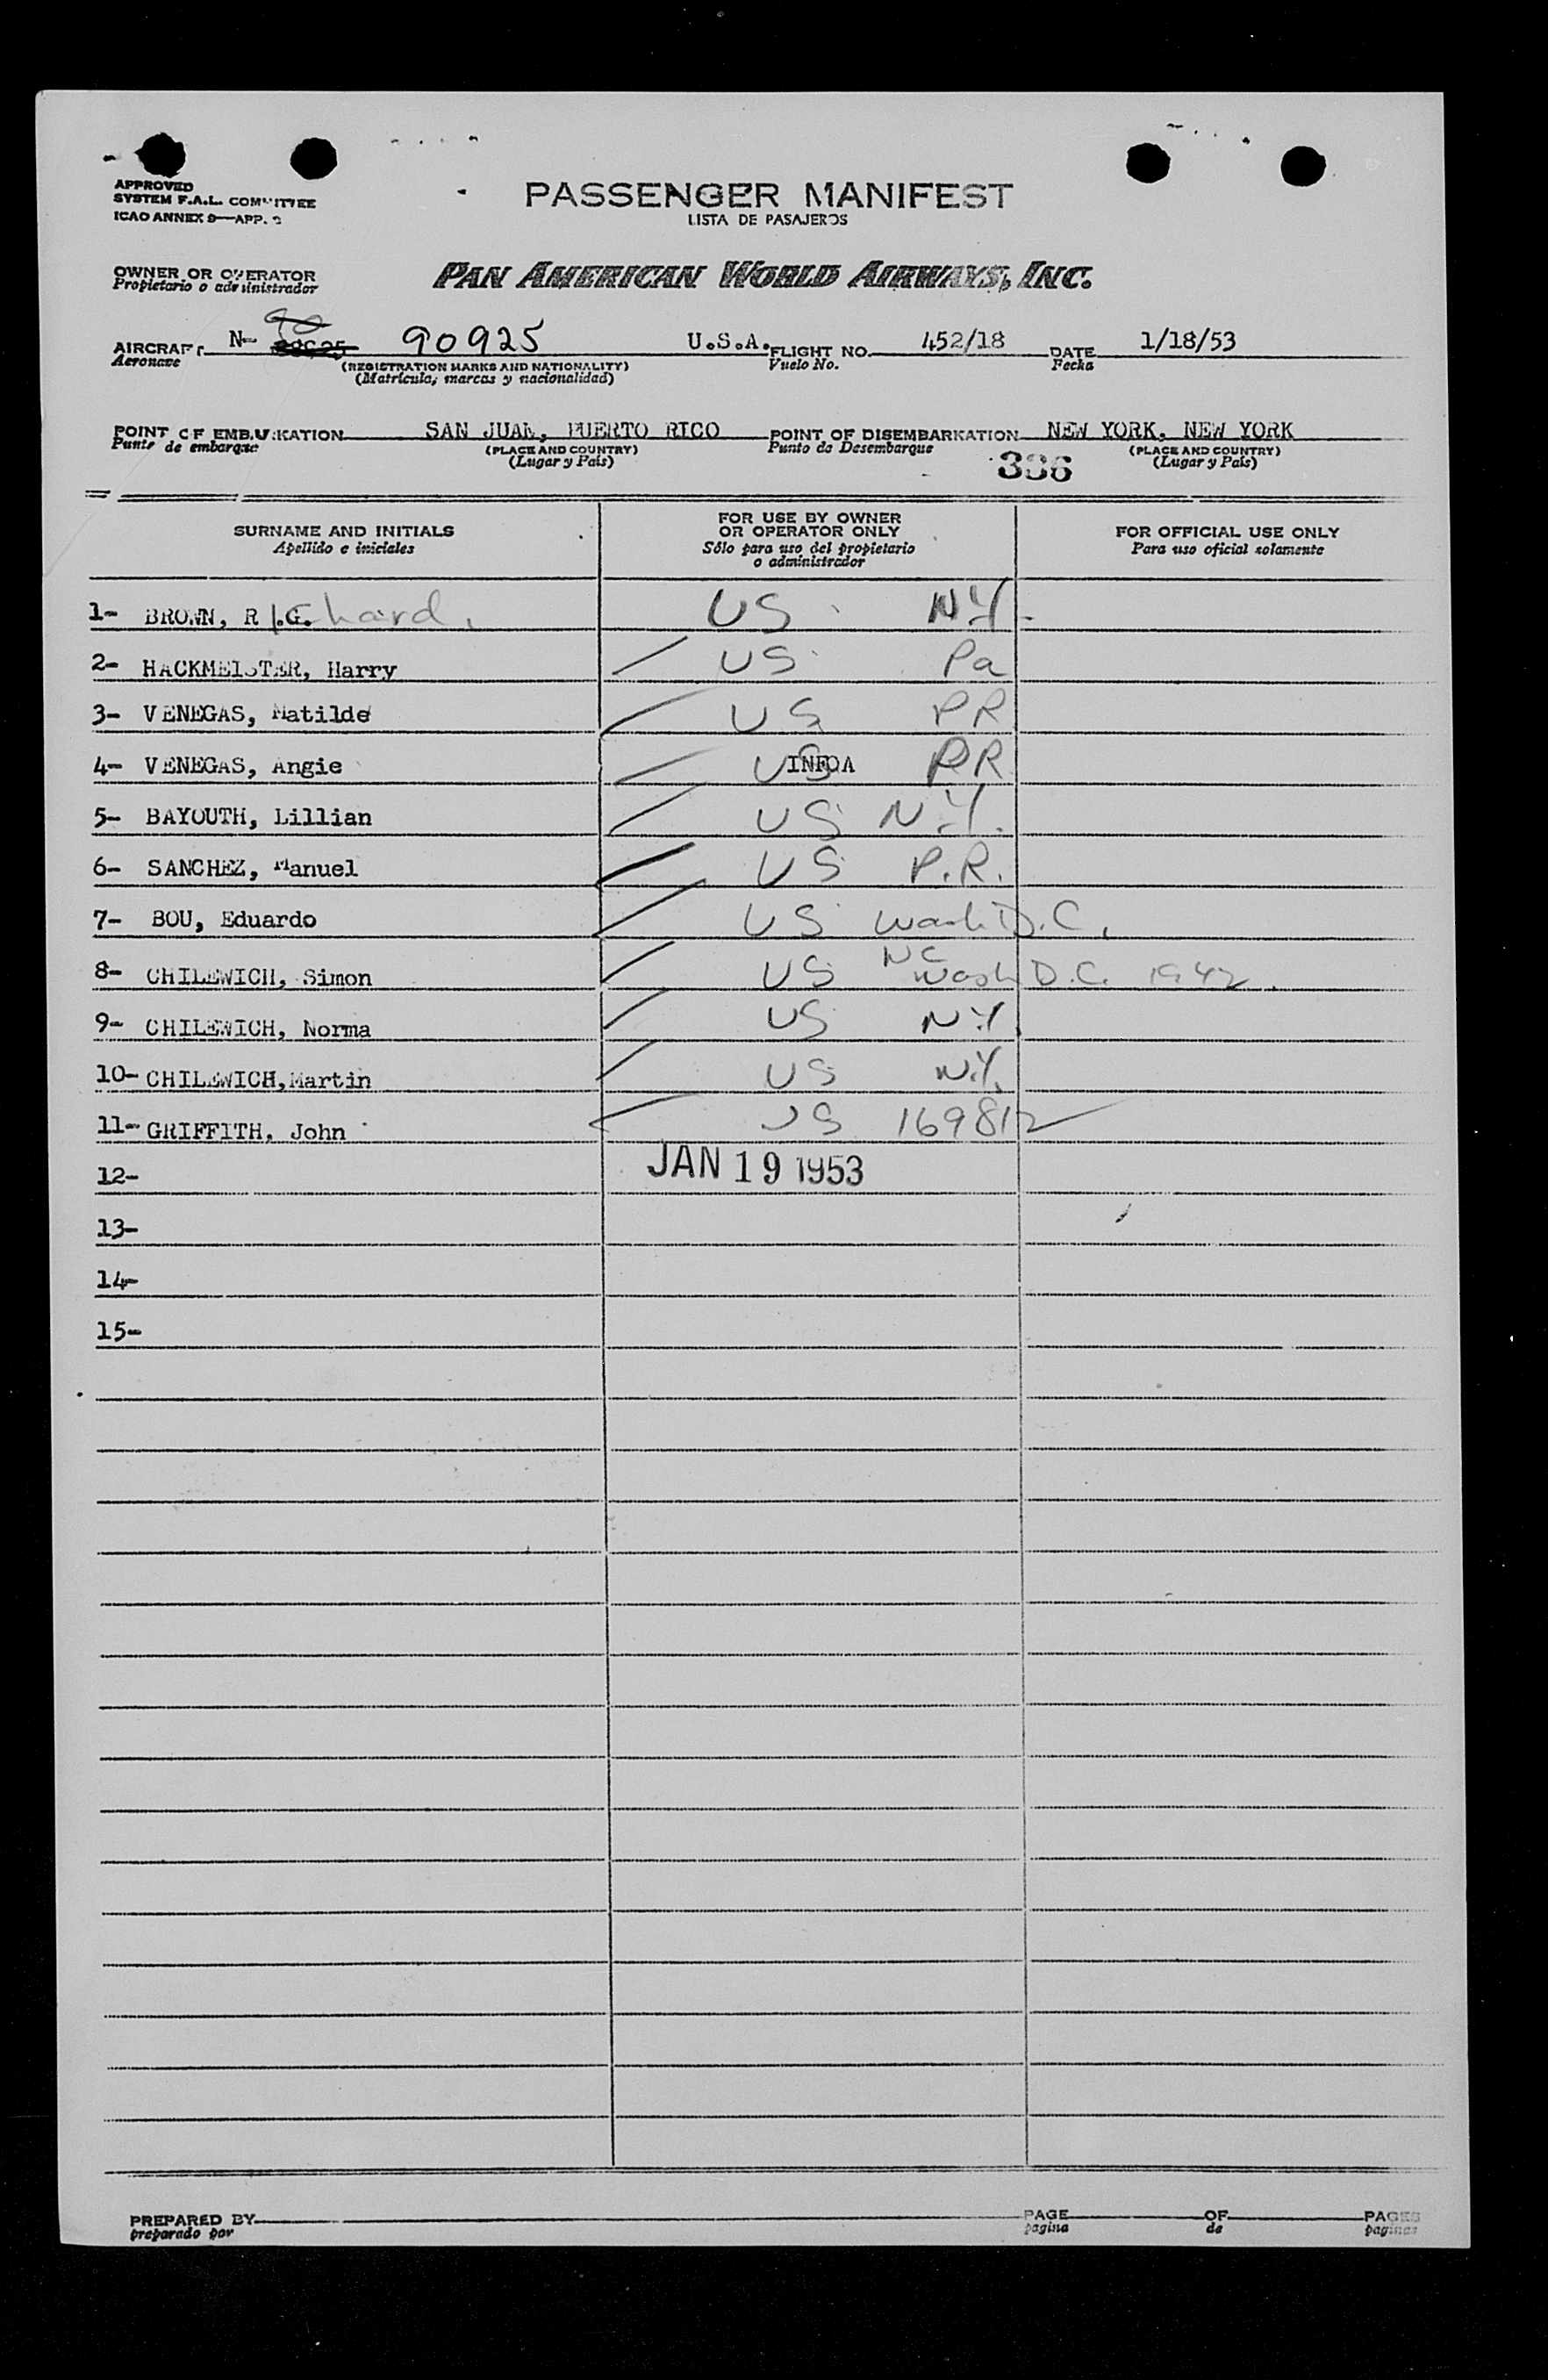 APPROVED
SYSTEM F.A.L. COMMITTEE
ICAO ANNEX 9—APP. 2
PASSENGER MANIFEST
LISTA DE PASAJEROS
OWNER OR OPERATOR
Propietario o administrador
PAN AMERICAN WORLD AIRWAYS, INC.
AIRCRAFT N- 90 90925 U.S.A. FLIGHT NO. 452/18 DATE 1/18/53
Aeronave (REGISTRATION MARKS AND NATIONALITY) Vuelo No. Fecha
(Matricula, marcas y nacionalidad)
POINT OF EMBARKATION SAN JUAN, PUERTO RICO POINT OF DISEMBARKATION NEW YORK, NEW YORK
Punto de embarque (PLACE AND COUNTRY) Punto de Desembarque (PLACE AND COUNTRY)
(Lugar y País) 336 (Lugar y País)
SURNAME AND INITIALS FOR USE BY OWNER OR OPERATOR ONLY FOR OFFICIAL USE ONLY
Apellido e iniciales Sólo para uso del propietario o administrador Para uso oficial solamente
1- BROWN, R.G. ichard. US NY.
2- HACKMEISTER, Harry US Pa
3- VENEGAS, Matilde US PR
4- VENEGAS, Angie US INFOA PR
5- BAYOUTH, Lillian US N.Y.
6- SANCHEZ, Manuel US P.R.
7- BOU, Eduardo US Wash D.C.
8- CHILEWICH, Simon US NC Wash D.C. 1942.
9- CHILEWICH, Norma US NY
10- CHILEWICH, Martin US N.Y.
11- GRIFFITH, John US 169812
12- JAN 19 1953
13-
14-
15-
PREPARED BY PAGE OF PAGES
preparado por pagina de paginas